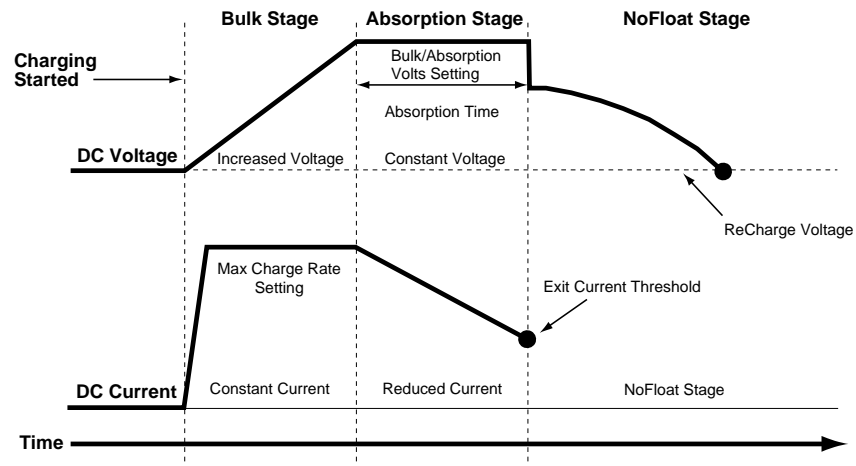 Bulk Stage
Absorption Stage
NoFloat Stage
Charging
Started
Bulk/Absorption
Volts Setting
Absorption Time
DC Voltage
Increased Voltage
Constant Voltage
ReCharge Voltage
Max Charge Rate
Setting
Exit Current Threshold
DC Current
Constant Current
Reduced Current
NoFloat Stage
Time